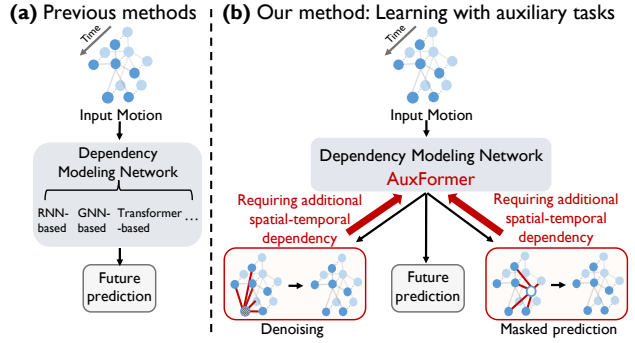 (a) Previous methods
Time
Input Motion
Dependency
Modeling Network
RNN-
based
GNN-
based
Transformer
-based
...
Future
prediction
(b) Our method: Learning with auxiliary tasks
Time
Input Motion
Dependency Modeling Network
AuxFormer
Requiring additional
spatial-temporal
dependency
Requiring additional
spatial-temporal
dependency
Denoising
Future
prediction
Masked prediction